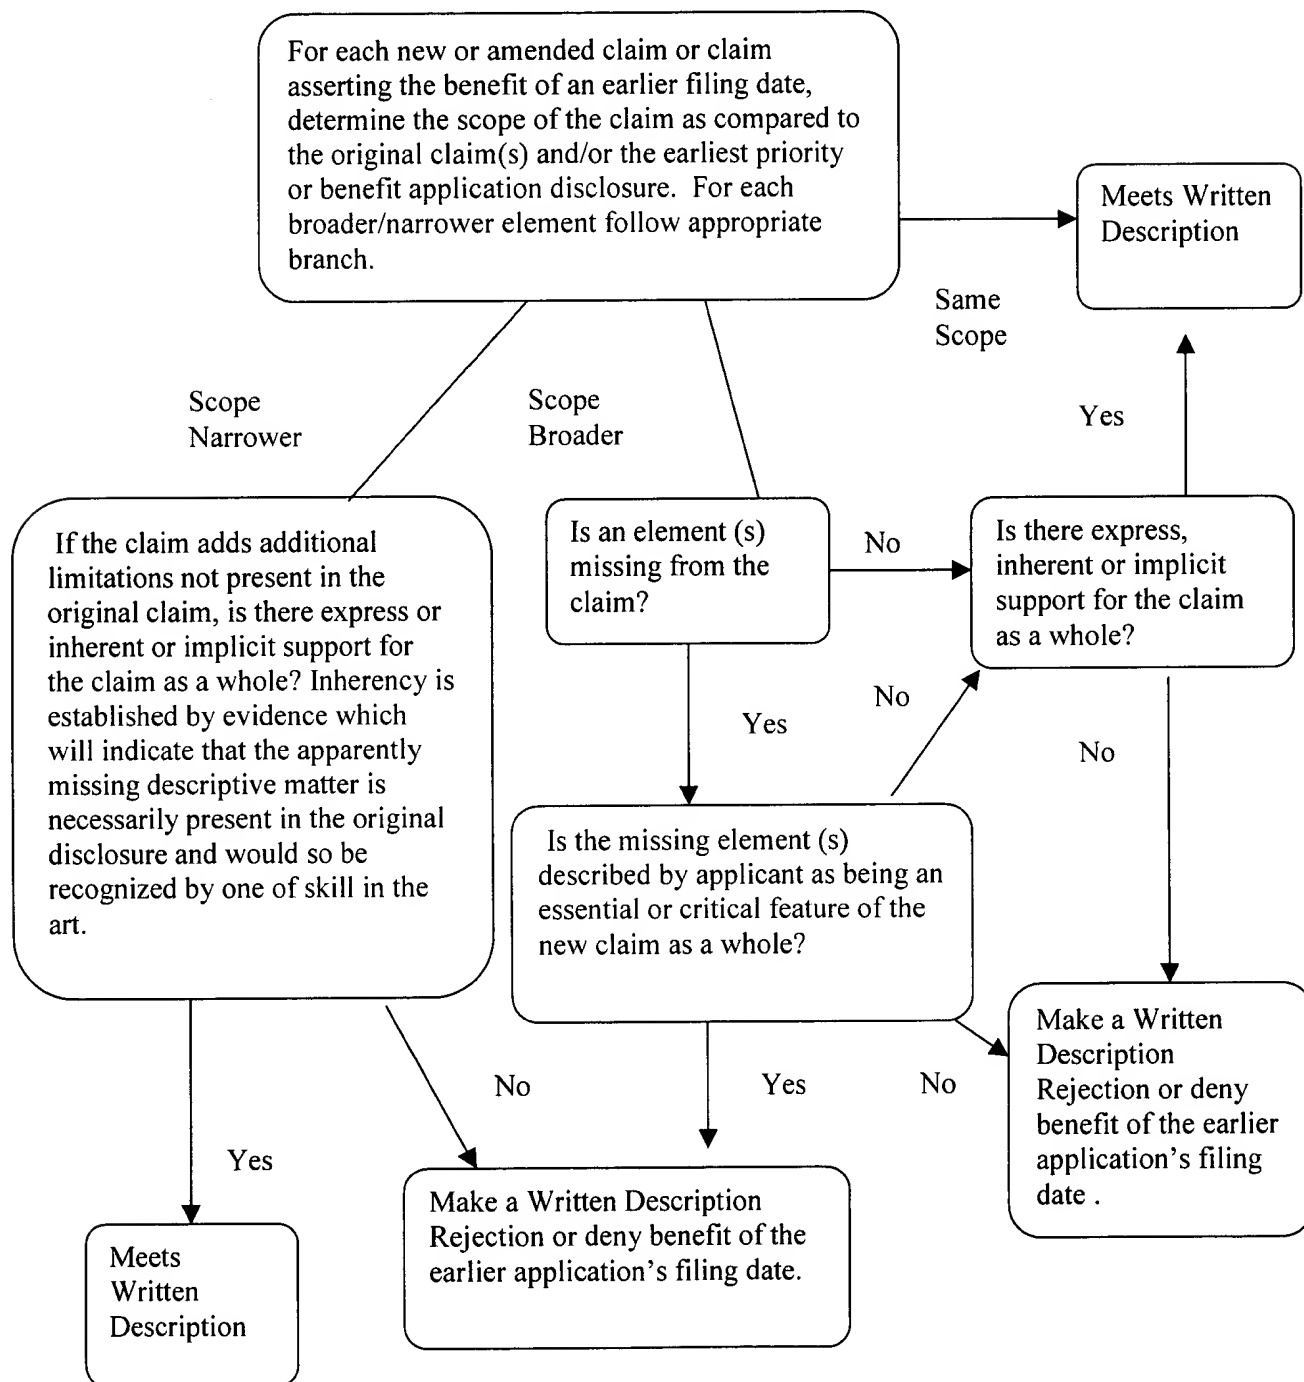 For each new or amended claim or claim
asserting the benefit of an earlier filing date,
determine the scope of the claim as compared to
the original claim(s) and/or the earliest priority
or benefit application disclosure. For each
broader/narrower element follow appropriate
branch.
Meets Written
Description
Same
Scope
Scope
Narrower
Scope
Broader
Yes
If the claim adds additional
limitations not present in the
original claim, is there express or
inherent or implicit support for
the claim as a whole? Inherency is
established by evidence which
will indicate that the apparently
missing descriptive matter is
necessarily present in the original
disclosure and would so be
recognized by one of skill in the
art.
Is an element (s)
missing from the
claim?
No
Is there express,
inherent or implicit
support for the claim
as a whole?
Yes
No
No
Is the missing element (s)
described by applicant as being an
essential or critical feature of the
new claim as a whole?
Make a Written
Description
Rejection or deny
benefit of the earlier
application's filing
date .
No
Yes
No
Yes
Make a Written Description
Rejection or deny benefit of the
earlier application's filing date.
Meets
Written
Description